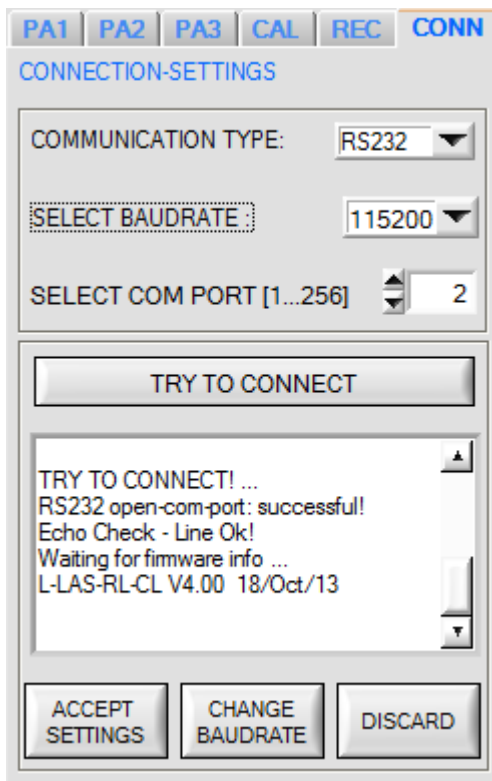 PA1 PA2 PA3 CAL REC CONN
CONNECTION-SETTINGS
COMMUNICATION TYPE: RS232
SELECT BAUDRATE : 115200
SELECT COM PORT [1...256] 2
TRY TO CONNECT
TRY TO CONNECT! ...
RS232 open-com-port: successful!
Echo Check - Line Ok!
Waiting for firmware info ...
L-LAS-RL-CL V4.00 18/Oct/13
ACCEPT SETTINGS
CHANGE BAUDRATE
DISCARD